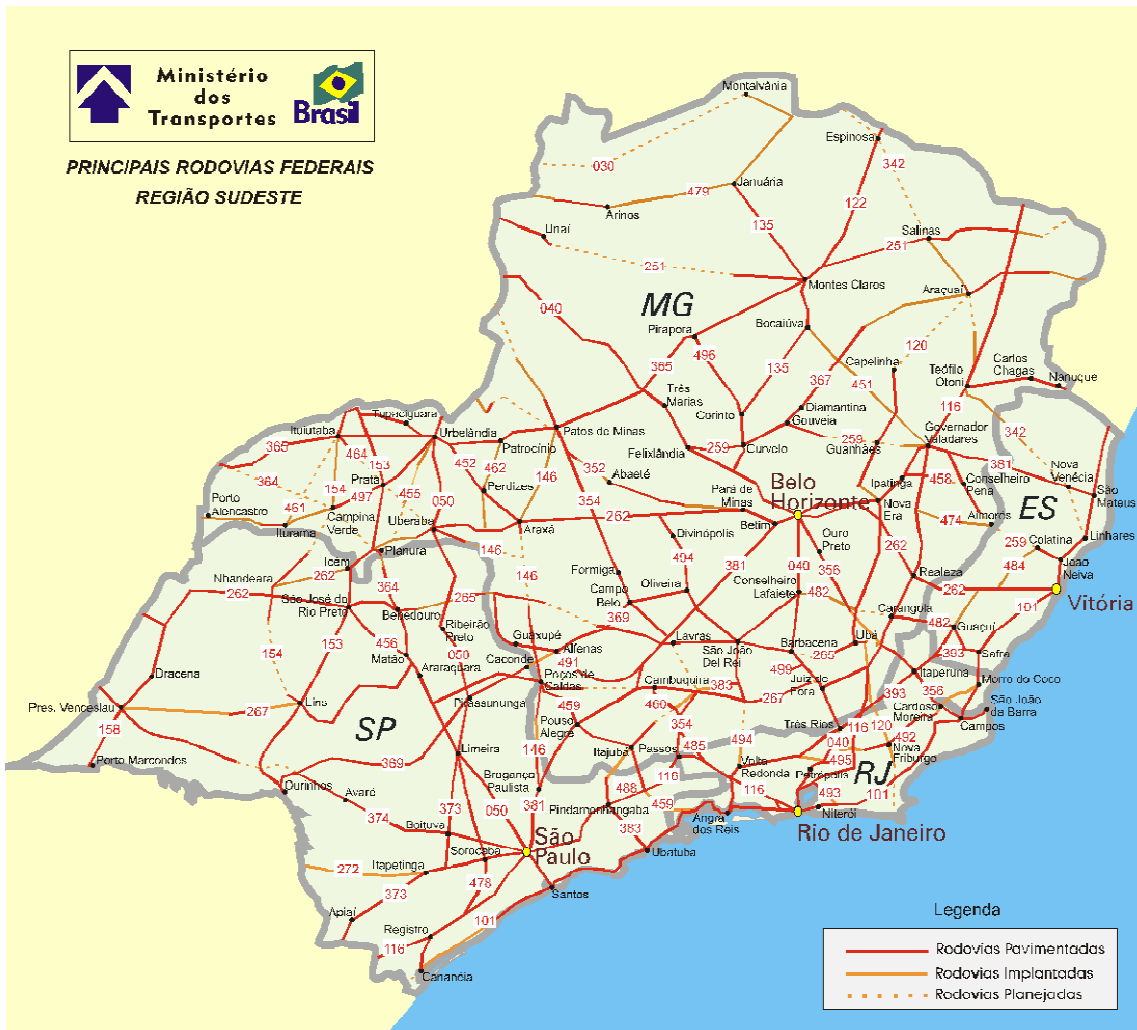 Ministério
dos
Transportes
Brasil
PRINCIPAIS RODOVIAS FEDERAIS
REGIÃO SUDESTE
Montalvânia
Espinosa
030
342
479
Januária
Arinos
122
Unaí
135
Salinas
251
251
Montes Claros
Araçuaí
040
MG
Pirapora
Bocaiúva
120
365
496
135
Capelinha
Carlos
Chagas
Teófilo
Otoni
Nanuque
367
451
Três
Marias
Corinto
Diamantina
Gouveia
116
Tupaciguara
Ituiutaba
Urbelândia
Patrocínio
Patos do Minas
Felixlândia
259
Curvelo
259
Guanhães
Governador
Valadares
342
365
464
153
452
462
146
352
Abaeté
381
Nova
Venécia
364
154
Prata
497
455
050
Perdizes
354
Pará de
Minas
Belo
Horizonte
Ipatinga
458
Conselheiro
Pena
São
Mateus
Porto
Alencastro
461
Iturama
Campina
Verde
Uberaba
Araxá
262
Betim
Nova
Era
474
Aimorés
ES
Planura
146
Divinópolis
Ouro
Preto
259
Colatina
Linhares
Icém
Nhandeara
262
262
364
146
Formiga
494
381
040
356
262
Realeza
484
João
Neiva
São José do
Rio Preto
Bebedouro
265
Campo
Belo
Oliveira
Conselheiro
Lafaiete
482
262
Vitória
101
369
Carangola
482
Guaçuí
154
153
456
Ribeirão
Preto
Guaxupé
Alfenas
Lavras
São João
Del Rei
Barbacena
265
Ubá
393
Safra
Matão
050
Araraquara
Caconde
491
Poços de
Caldas
Cambuquira
383
499
Juiz de
Fora
Itaperuna
Dracena
267
393
356
Morro do Coco
Pres. Venceslau
267
Lins
Pirassununga
459
460
Cardoso
Moreira
São João
da Barra
Campos
158
SP
Pouso
Alegre
354
Três Rios
116
120
492
Porto Marcondes
369
Limeira
146
Itajubá
Passos
485
494
040
Nova
Friburgo
Volta
Redonda
Petrópolis
495
RJ
Ourinhos
Avaré
Bragança
Paulista
116
116
493
101
374
373
050
381
Pindamonhangaba
488
459
Angra
dos Reis
Niterói
Rio de Janeiro
Boituva
São
Paulo
383
Ubatuba
272
Itapetinga
Sorocaba
373
478
Santos
Apiaí
Registro
101
116
Cananéia
Legenda
Rodovias Pavimentadas
Rodovias Implantadas
Rodovias Planejadas